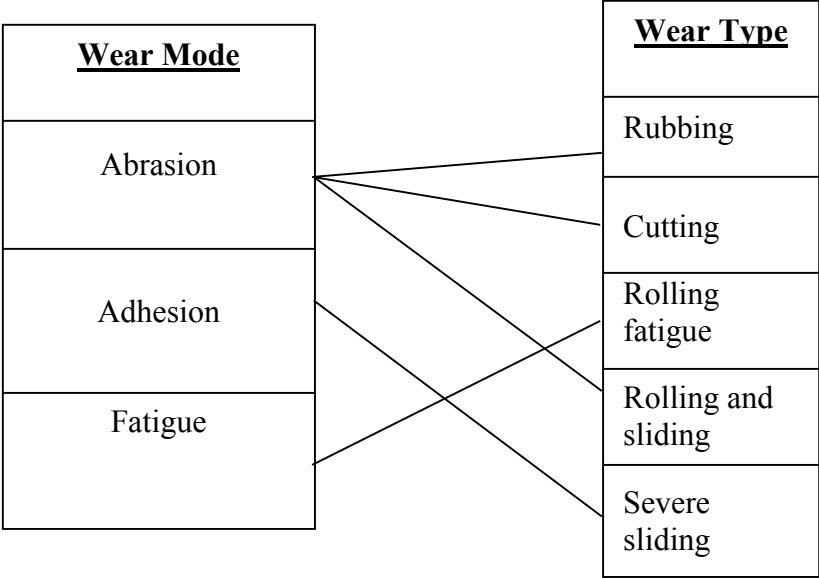 Wear Mode
Abrasion
Adhesion
Fatigue
Wear Type
Rubbing
Cutting
Rolling
fatigue
Rolling and
sliding
Severe
sliding